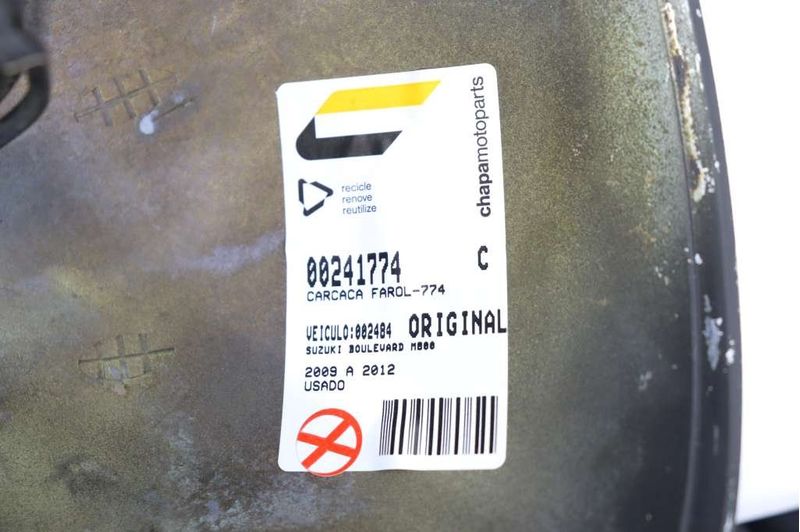 chapamotoparts
recicle
renove
reutilize
00241774 C
CARCACA FAROL-774
VEICULO:002484 ORIGINAL
SUZUKI BOULEVARD M800
2009 A 2012
USADO